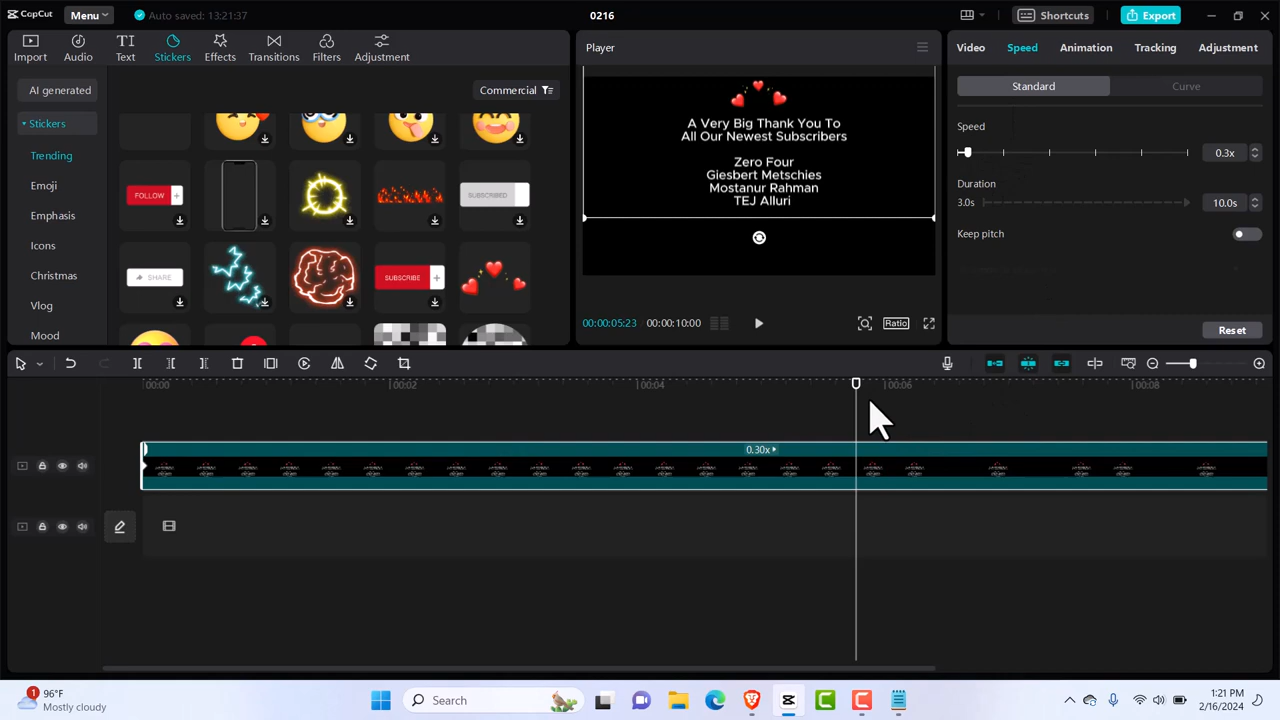 CapCut Menu Auto saved: 13:21:37 0216 Shortcuts Export
Import Audio Text Stickers Effects Transitions Filters Adjustment
Player
Video Speed Animation Tracking Adjustment
AI generated
Commercial
Stickers
Trending
Emoji
Emphasis
Icons
Christmas
Vlog
Mood
FOLLOW +
SUBSCRIBED
SHARE
SUBSCRIBE +
A Very Big Thank You To
All Our Newest Subscribers
Zero Four
Giesbert Metschies
Mostanur Rahman
TEJ Alluri
00:00:05:23 00:00:10:00
Ratio
Standard Curve
Speed
0.3x
Duration
3.0s 10.0s
Keep pitch
Reset
00:00 00:02 00:04 00:06 00:08
0.30x
1
96°F
Mostly cloudy
Search
1:21 PM
2/16/2024